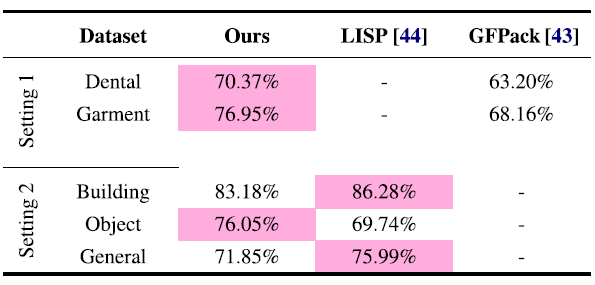 Dataset Ours LISP [44] GFPack [43]
Setting 1
Dental 70.37% - 63.20%
Garment 76.95% - 68.16%
Setting 2
Building 83.18% 86.28% -
Object 76.05% 69.74% -
General 71.85% 75.99% -